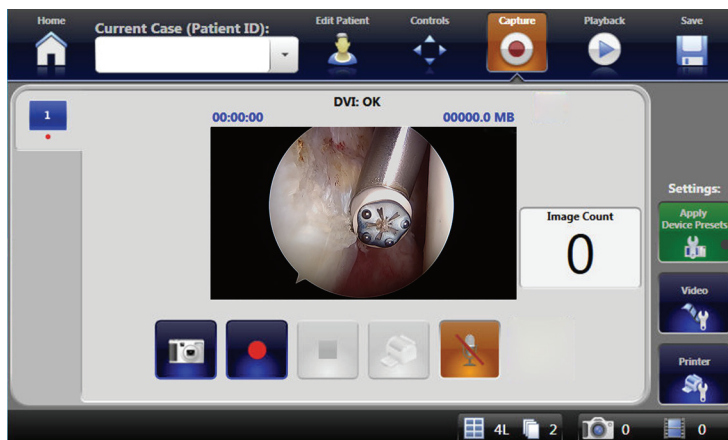 Home
Current Case (Patient ID):
Edit Patient
Controls
Capture
Playback
Save
1
DVI: OK
00:00:00
00000.0 MB
Image Count
0
Settings:
Apply
Device Presets
Video
Printer
4L
2
0
0